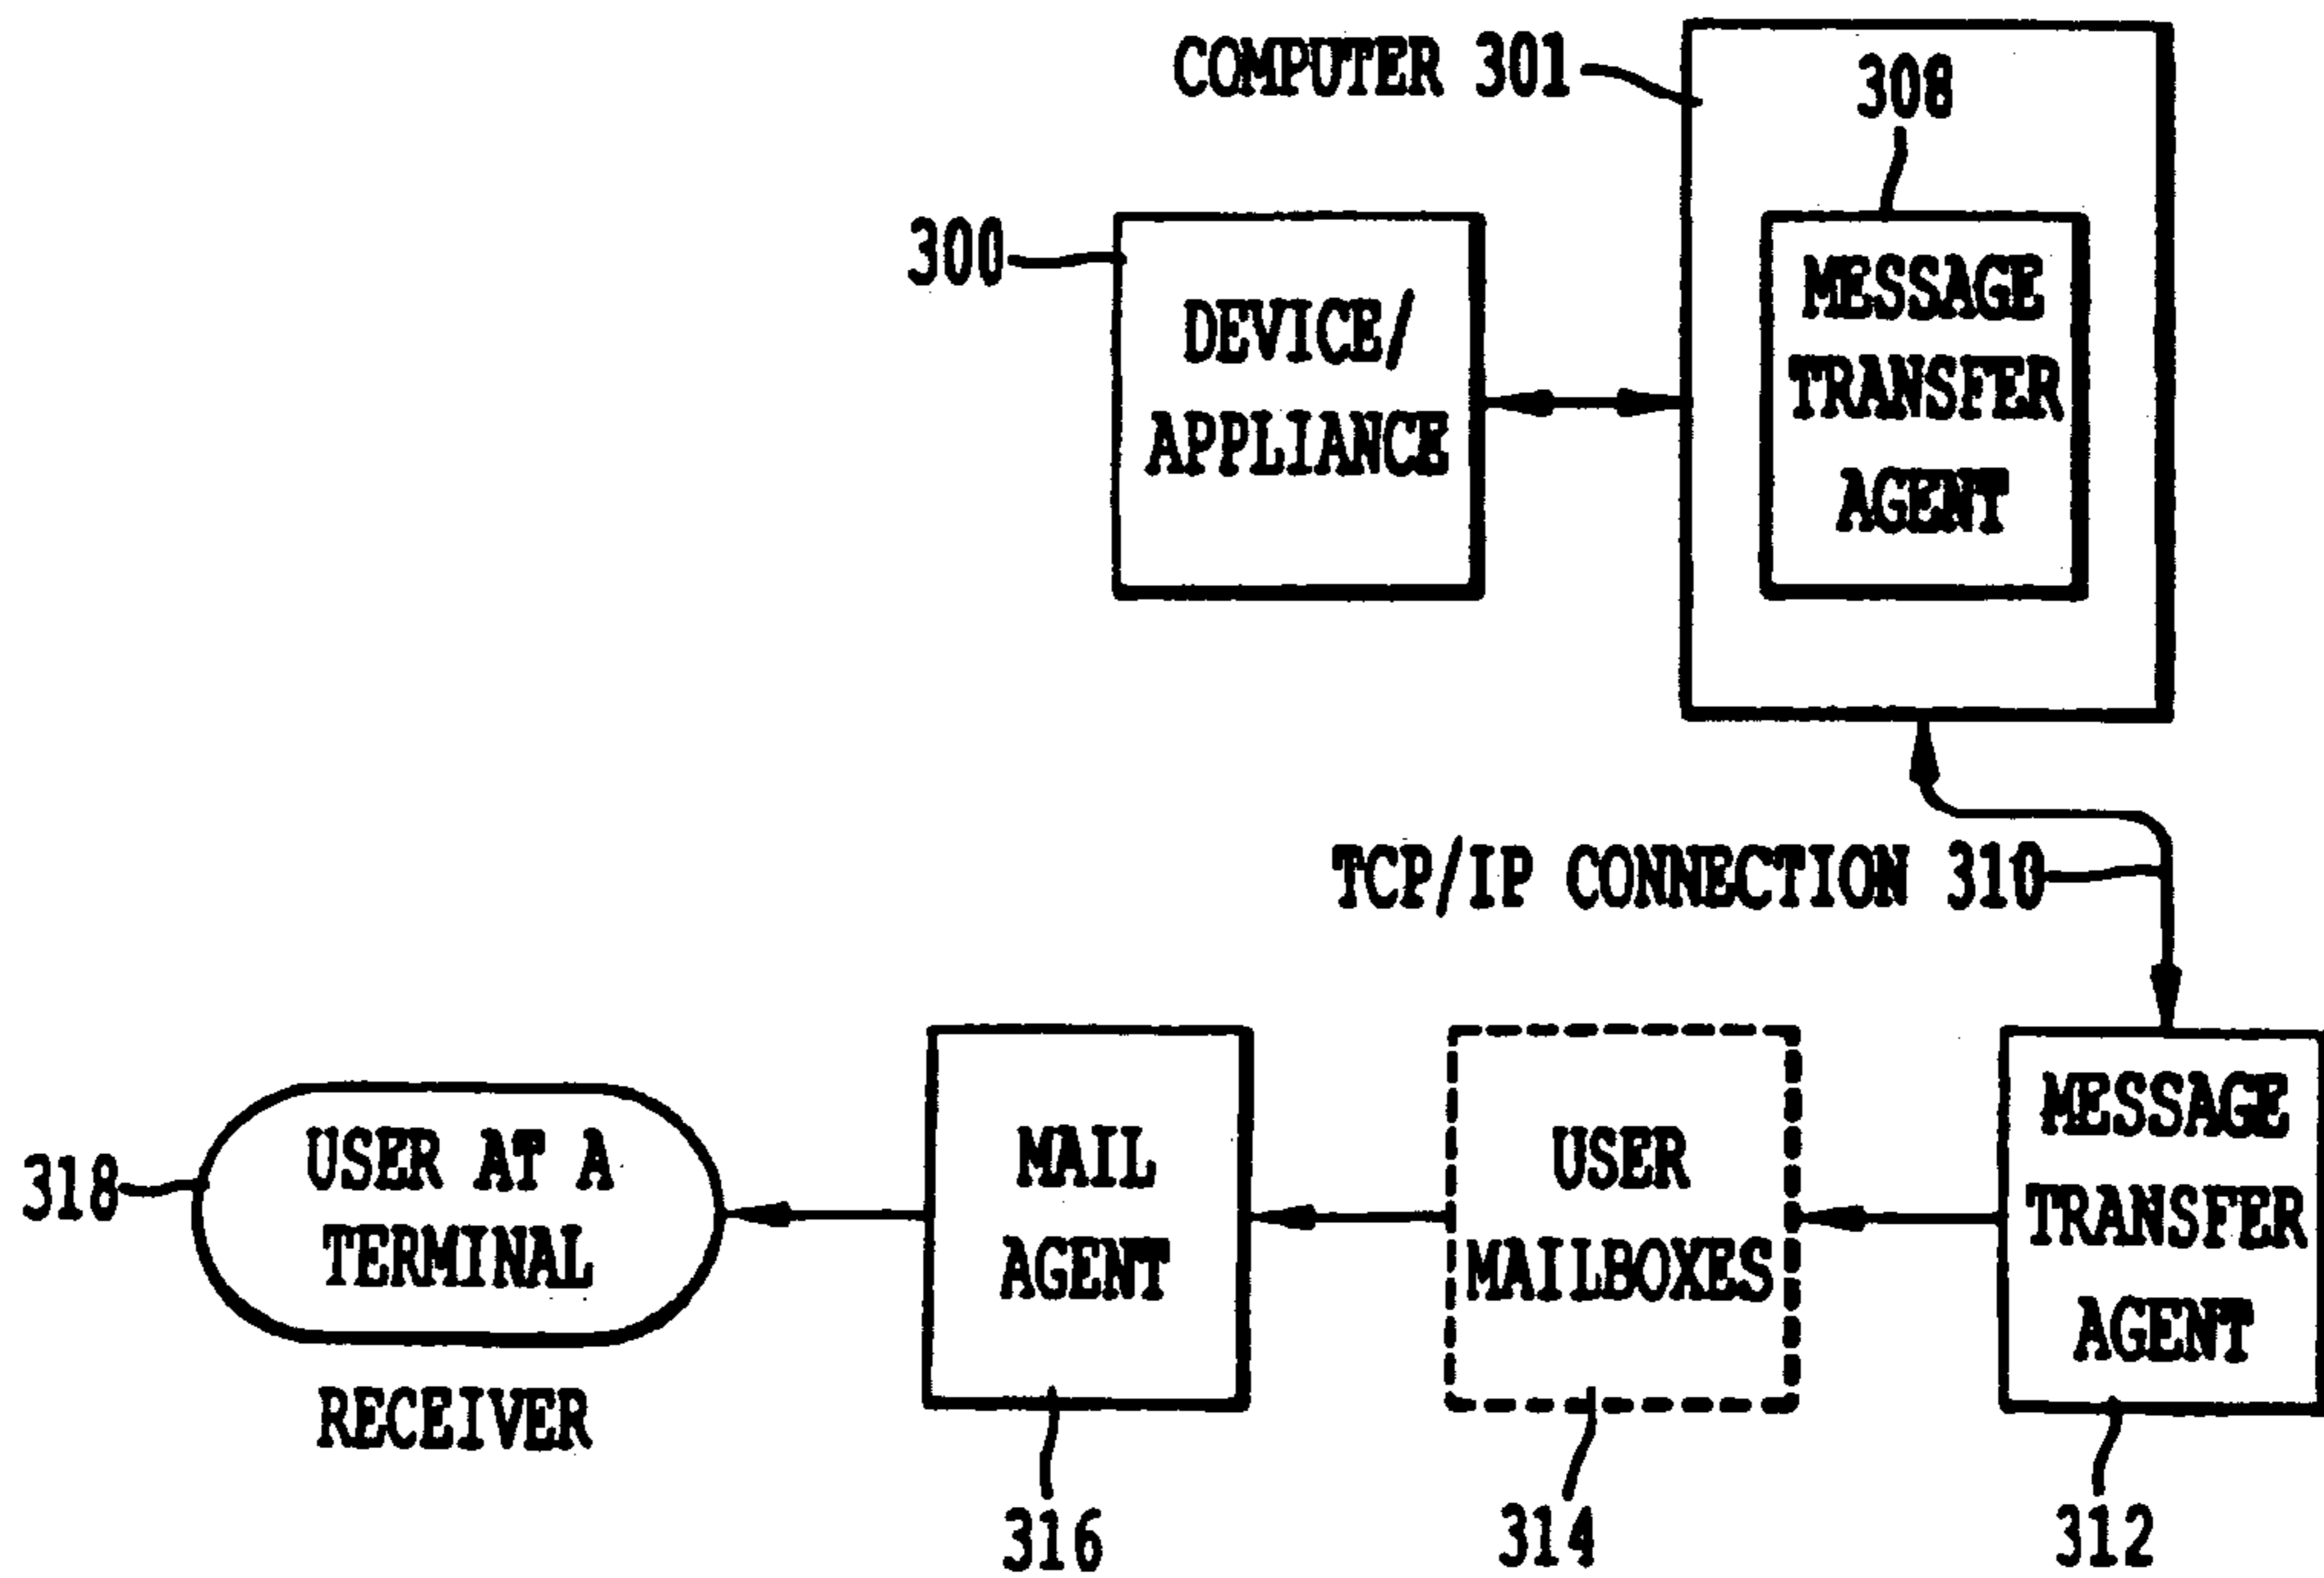 COMPUTER 301
308
300
DEVICE/
APPLIANCE
MESSAGE
TRANSFER
AGENT
TCP/IP CONNECTION 310
318
USER AT A
TERMINAL
RECEIVER
MAIL
AGENT
316
USER
MAILBOXES
314
MESSAGE
TRANSFER
AGENT
312